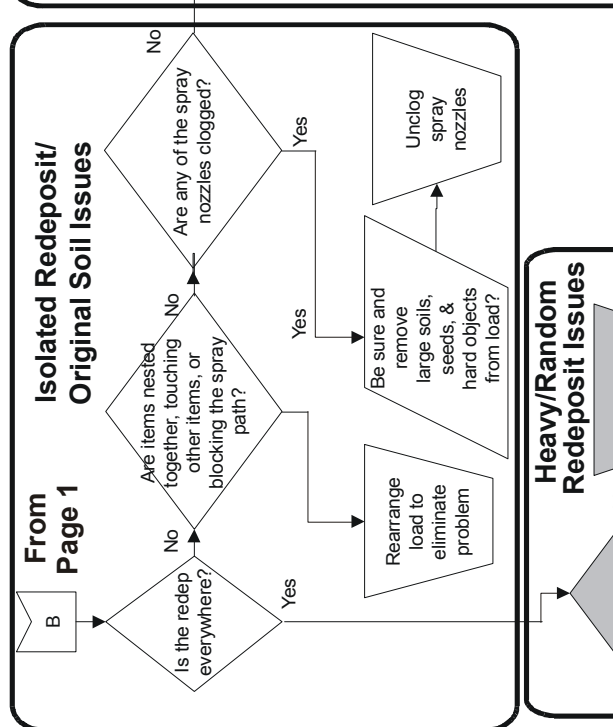 Isolated Redeposit/
Original Soil Issues
From
Page 1
B
Is the redep
everywhere?
No
Yes
Are items nested
together, touching
other items, or
blocking the spray
path?
No
Yes
Rearrange
load to
eliminate
problem
Are any of the spray
nozzles clogged?
No
Yes
Be sure and
remove
large soils,
seeds, &
hard objects
from load?
Unclog
spray
nozzles
Heavy/Random
Redeposit Issues